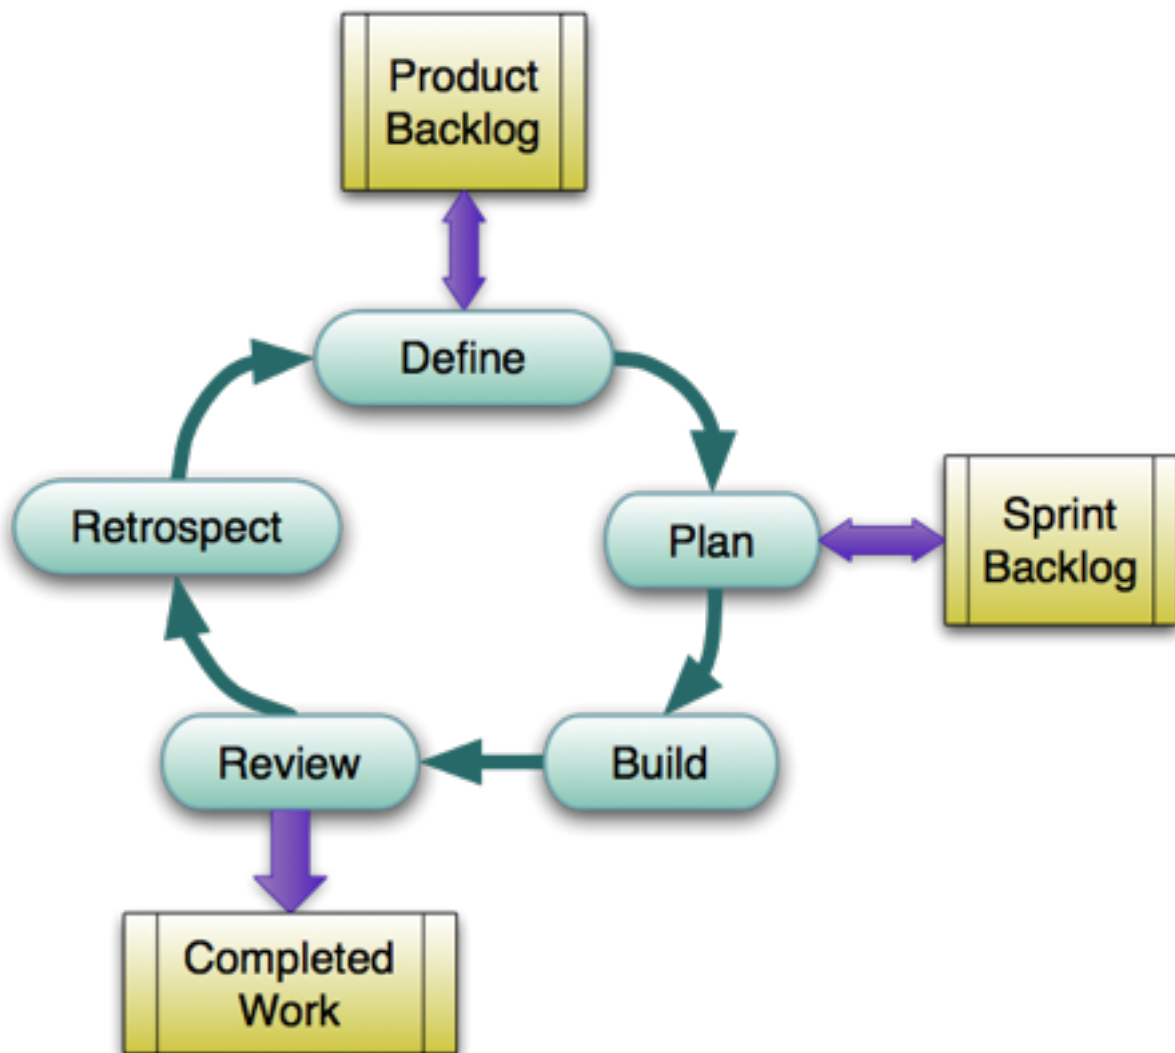 Product
Backlog
Define
Retrospect
Plan
Sprint
Backlog
Review
Build
Completed
Work